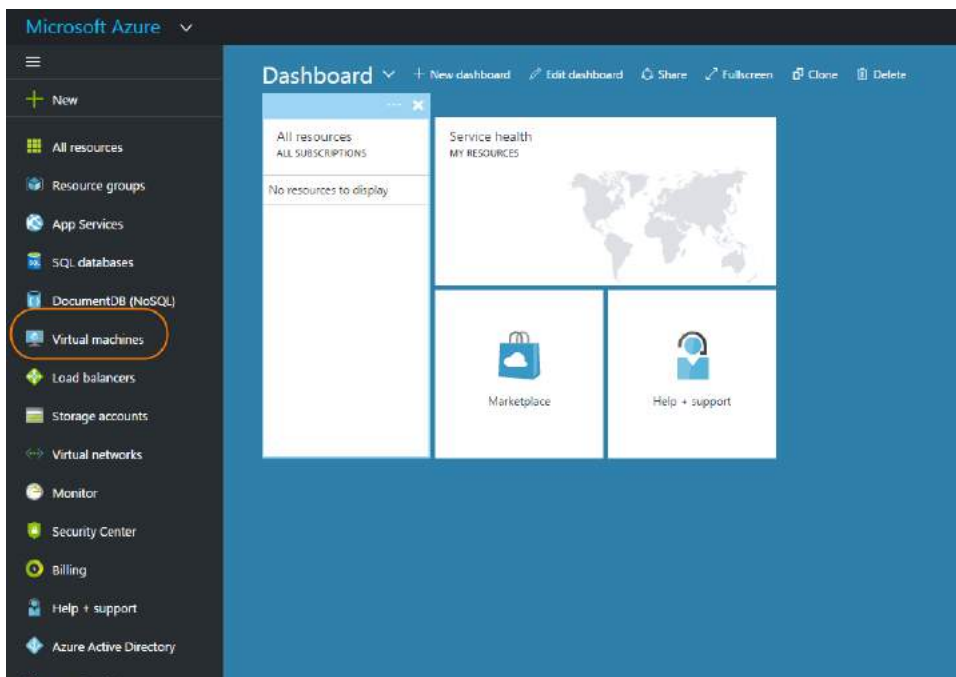 Microsoft Azure
New
All resources
Resource groups
App Services
SQL databases
DocumentDB (NoSQL)
Virtual machines
Load balancers
Storage accounts
Virtual networks
Monitor
Security Center
Billing
Help + support
Azure Active Directory
Dashboard + New dashboard Edit dashboard Share Fullscreen Clone Delete
All resources
ALL SUBSCRIPTIONS
No resources to display
Service health
MY RESOURCES
Marketplace
Help + support